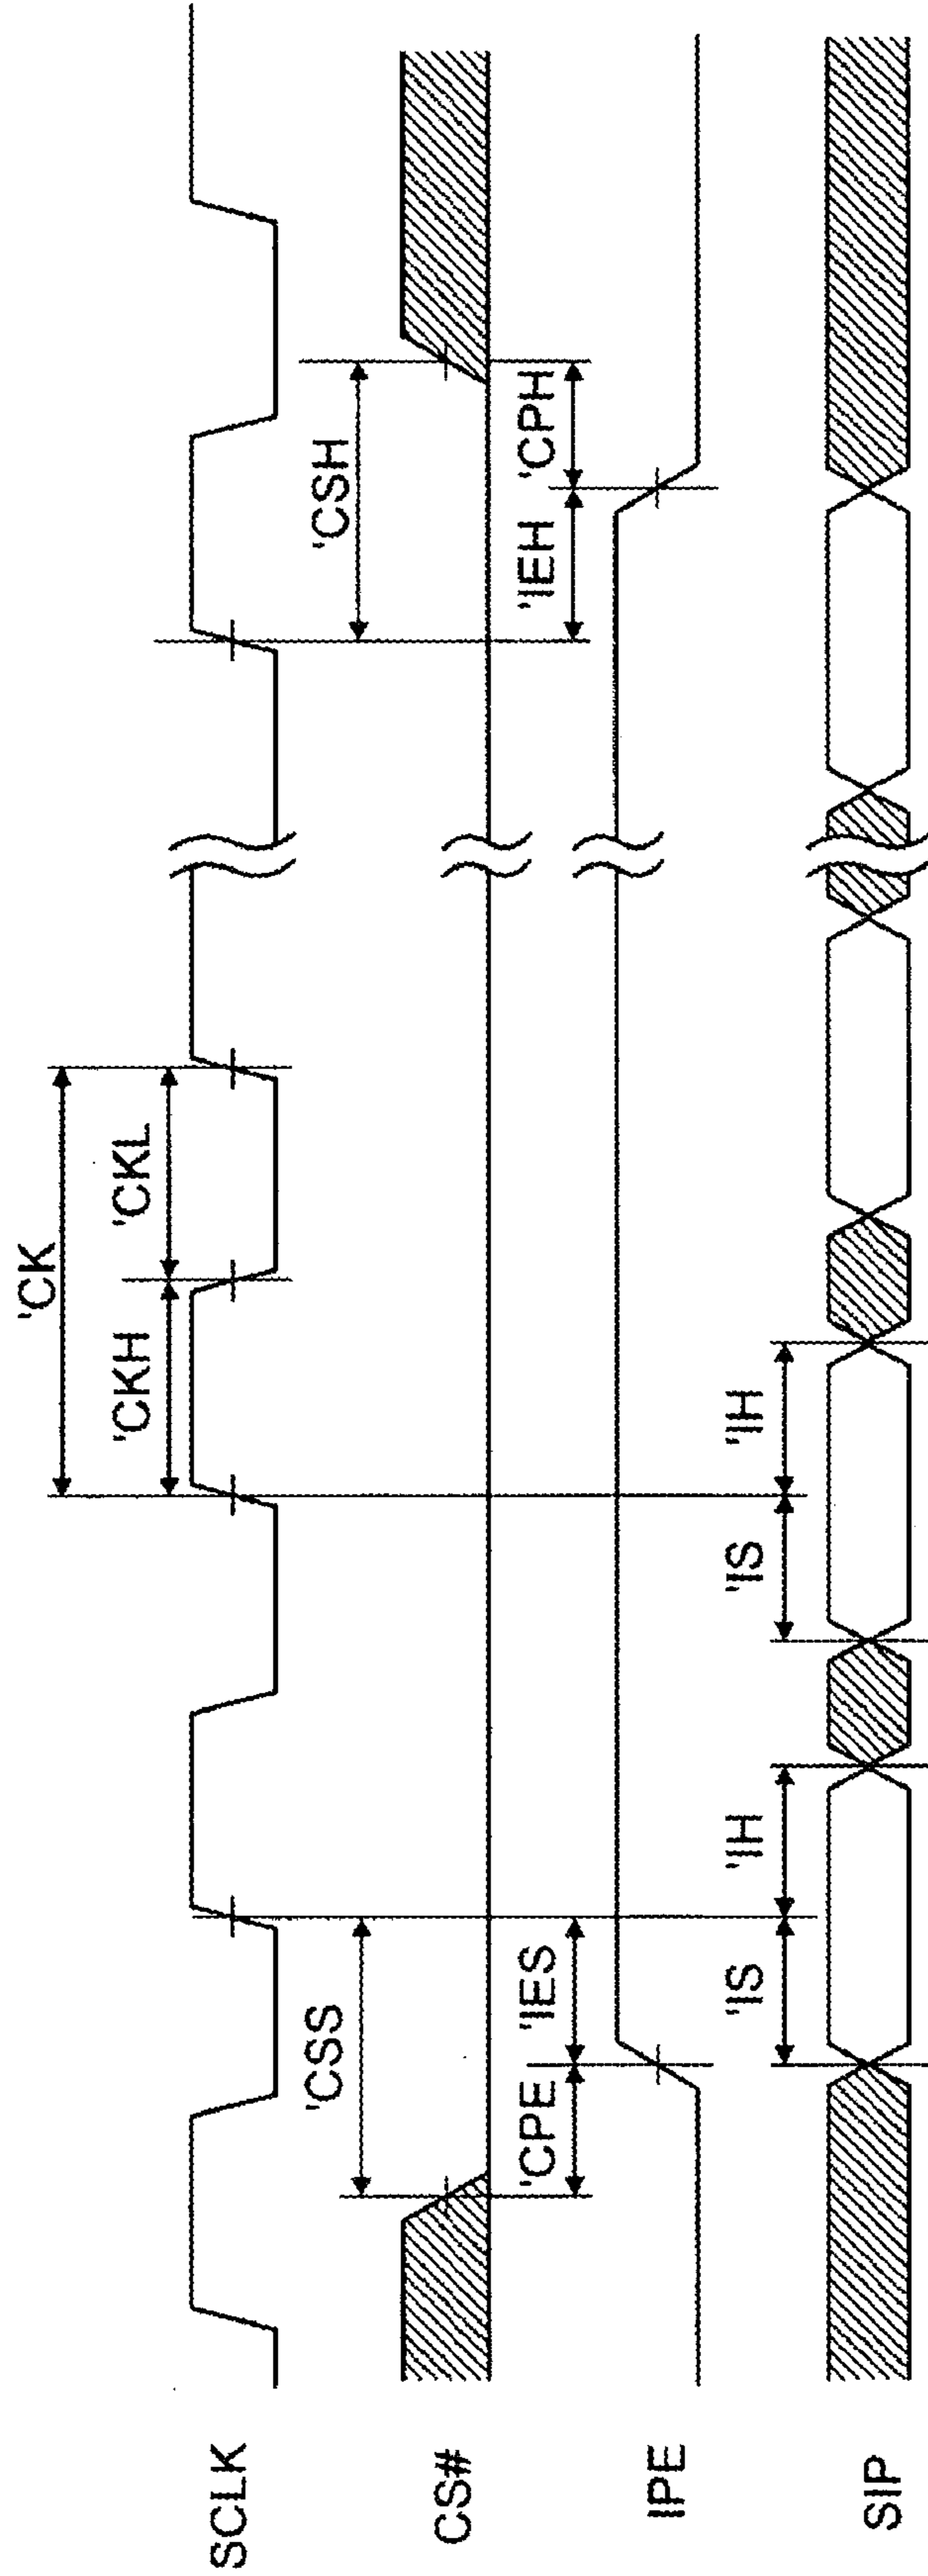 'CK
'CKH 'CKL
SCLK
'CSS 'CSH
CS#
'CPE 'IES 'IEH 'CPH
IPE
'IS 'IH 'IS 'IH
SIP